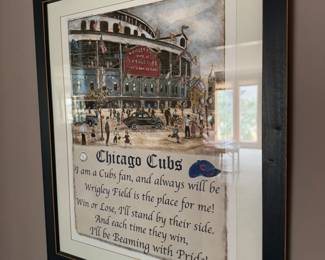 Chicago Cubs
I am a Cubs fan, and always will be
Wrigley Field is the place for me!
Win or Lose, I'll stand by their side.
And each time they win,
I'll be Beaming with Pride!